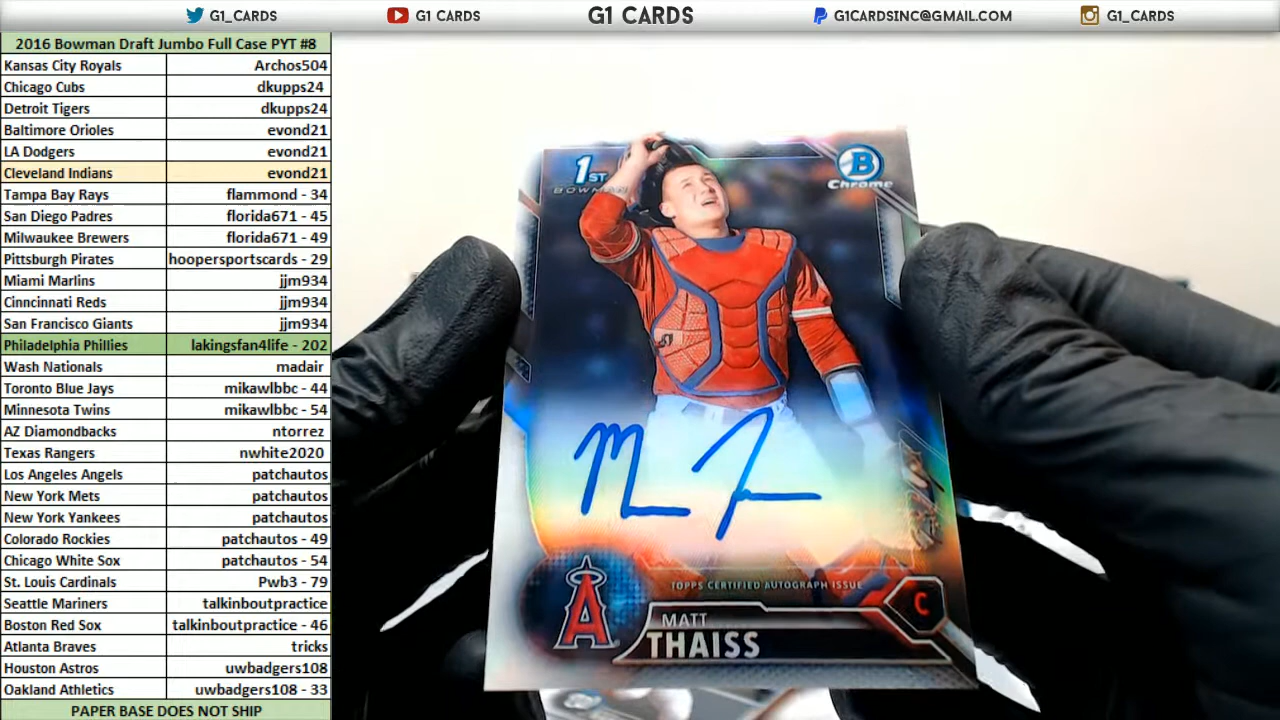 G1_CARDS G1 CARDS G1 CARDS G1CARDSINC@GMAIL.COM G1_CARDS
2016 Bowman Draft Jumbo Full Case PYT #8
Kansas City Royals Archos504
Chicago Cubs dkupps24
Detroit Tigers dkupps24
Baltimore Orioles evond21
LA Dodgers evond21
Cleveland Indians evond21
Tampa Bay Rays flammond - 34
San Diego Padres florida671 - 45
Milwaukee Brewers florida671 - 49
Pittsburgh Pirates hoopersportscards - 29
Miami Marlins jjm934
Cinncinnati Reds jjm934
San Francisco Giants jjm934
Philadelphia Phillies lakingsfan4life - 202
Wash Nationals madair
Toronto Blue Jays mikawlbbc - 44
Minnesota Twins mikawlbbc - 54
AZ Diamondbacks ntorrez
Texas Rangers nwhite2020
Los Angeles Angels patchautos
New York Mets patchautos
New York Yankees patchautos
Colorado Rockies patchautos - 49
Chicago White Sox patchautos - 54
St. Louis Cardinals Pwb3 - 79
Seattle Mariners talkinboutpractice
Boston Red Sox talkinboutpractice - 46
Atlanta Braves tricks
Houston Astros uwbadgers108
Oakland Athletics uwbadgers108 - 33
PAPER BASE DOES NOT SHIP
1ST
BOWMAN
B
Chrome
TOPPS CERTIFIED AUTOGRAPH ISSUE
A
C
MATT
THAISS